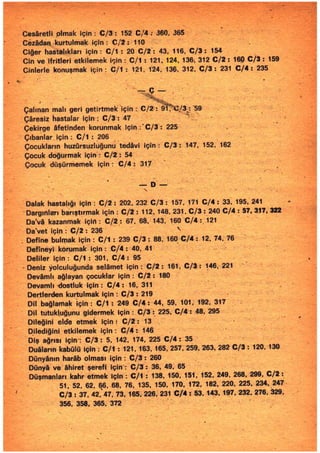 Cesâretli olmak için : C/3 : 152 C/4 : 360, 365
Cezâdan kurtulmak için : C/2 : 110
Ciğer hastalıkları için : C/1 : 20 C/2 : 43, 116, C/3 : 154
Cin ve ifritleri etkilemek için : C/1 : 121, 124, 136, 312 C/2 : 160 C/3 : 159
Cinlerle konuşmak için : C/1 : 121, 124, 136, 312, C/3 : 231 C/4 : 235
— Ç —
Çalınan malı geri getirtmek için : C/2 : 91, C/3 : 59
Çâresiz hastalar için : C/3 : 47
Çekirge âfetinden korunmak için : C/3 : 225
Çıbanlar için : C/1 : 206
Çocukların huzûrsuzluğunu tedâvi için : C/3 : 147, 152, 162
Çocuk doğurmak için : C/2 : 54
Çocuk düşürmemek için : C/4 : 317
— D —
Dalak hastalığı için : C/2 : 202, 232 C/3 : 157, 171 C/4 : 33, 195, 241
Dargınları barıştırmak için : C/2 : 112, 148, 231, C/3 : 240 C/4 : 57, 317, 322
Da'vâ kazanmak için : C/2 : 67, 68, 143, 160 C/4 : 121
Da'vet için : C/2 : 236
Define bulmak için : C/1 : 239 C/3 : 88, 160 C/4 : 12, 74, 76
Defineyi korumak için : C/4 : 40, 41
Deliler için : C/1 : 301, C/4 : 95
Deniz yolculuğunda selâmet için : C/2 : 161, C/3 : 146, 221
Devâmlı ağlayan çocuklar için : C/2 : 180
Devamlı dostluk için : C/4 : 16, 311
Dertlerden kurtulmak için : C/3 : 219
Dil bağlamak için : C/1 : 249 C/4 : 44, 59, 101, 192, 317
Dil tutukluğunu gidermek için : C/3 : 225, C/4 : 48, 295
Dileğini elde etmek için : C/2 : 13
Dilediğini etkilemek için : C/4 : 146
Diş ağrısı için : C/3 : 5, 142, 174, 225 C/4 : 35
Duâların kabûlü için : C/1 : 121, 163, 165, 257, 259, 263, 282 C/3 : 120, 130
Dünyânın harâb olması için : C/3 : 260
Dünyâ ve âhiret şerefi için : C/3 : 36, 49, 65
Düşmanları kahr etmek için : C/1 : 138, 150, 151, 152, 249, 268, 299, C/2 :
51, 52, 62, 66, 68, 76, 135, 150, 170, 172, 182, 220, 225, 234, 247
C/3 : 37, 42, 47, 73, 165, 226, 231 C/4 : 53, 143, 197, 232, 276, 329,
356, 358, 365, 372